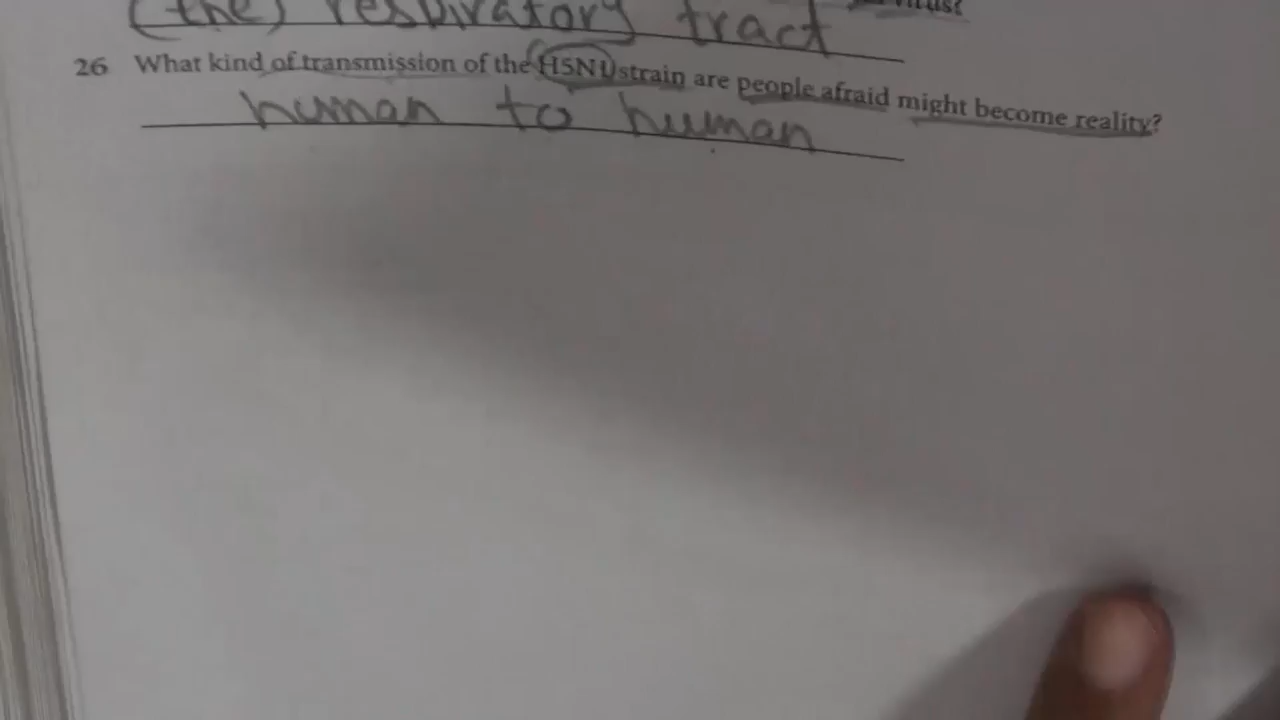 (the) respiratory tract
26 What kind of transmission of the H5N1 strain are people afraid might become reality?
human to human